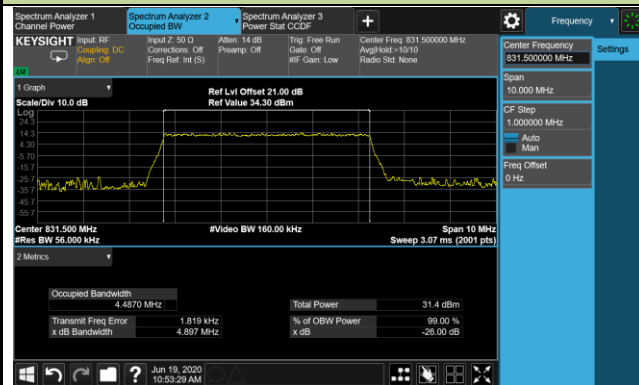 Spectrum Analyzer 1
Channel Power
Spectrum Analyzer 2
Occupied BW
Spectrum Analyzer 3
Power Stat CCDF
Frequency
KEYSIGHT
Input: RF
Coupling: DC
Align: Off
Input Z: 50 Ω
Corrections: Off
Freq Ref: Int (S)
Atten: 14 dB
Preamp: Off
Trig: Free Run
Gate: Off
#IF Gain: Low
Center Freq: 831.500000 MHz
Avg|Hold:>10/10
Radio Std: None
Center Frequency
831.500000 MHz
Settings
Span
10.000 MHz
CF Step
1.000000 MHz
Auto
Man
Freq Offset
0 Hz
1 Graph
Scale/Div 10.0 dB
Ref Lvl Offset 21.00 dB
Ref Value 34.30 dBm
Log
24.3
14.3
4.30
-5.70
-15.7
-25.7
-35.7
-45.7
-55.7
Center 831.500 MHz
#Res BW 56.000 kHz
#Video BW 160.00 kHz
Span 10 MHz
Sweep 3.07 ms (2001 pts)
2 Metrics
Occupied Bandwidth
4.4870 MHz
Total Power 31.4 dBm
Transmit Freq Error 1.819 kHz
% of OBW Power 99.00 %
x dB Bandwidth 4.897 MHz
x dB -26.00 dB
Jun 19, 2020
10:53:29 AM